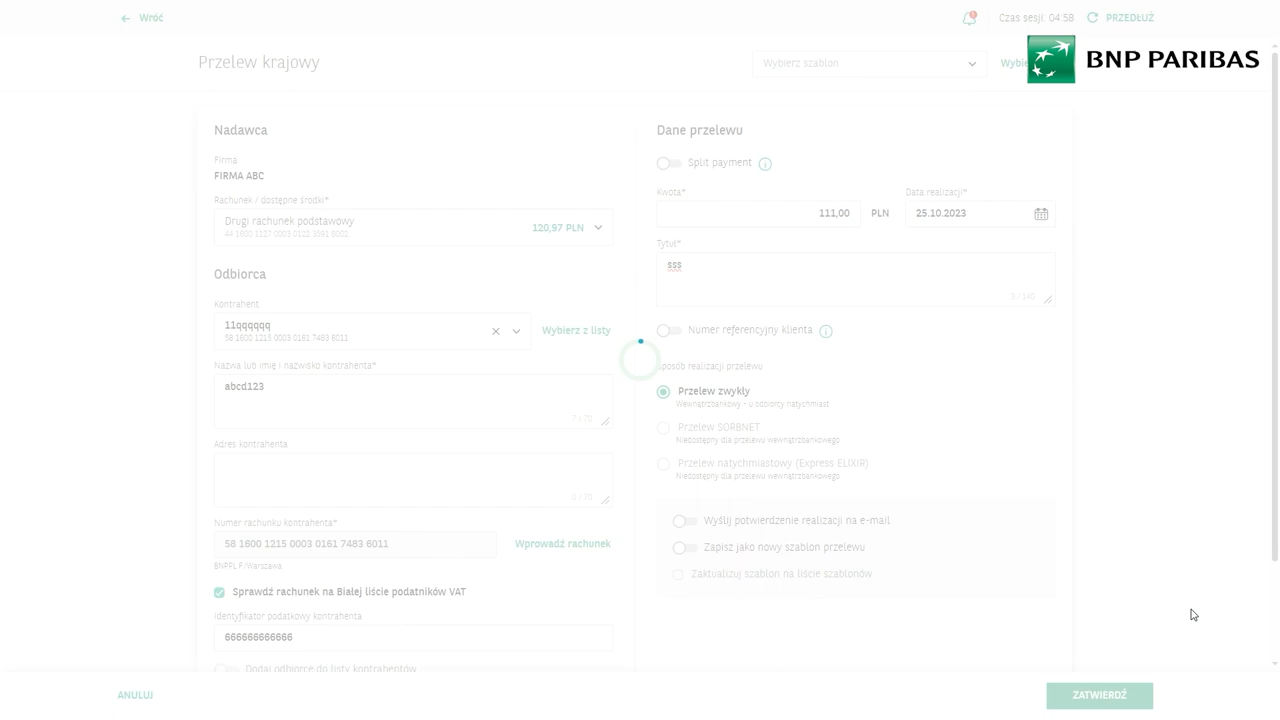 Wróć
1
Czas sesji: 04:58
PRZEDŁUŻ
Przelew krajowy
Wybierz szablon
BNP PARIBAS
Nadawca
Firma
FIRMA ABC
Rachunek / dostępne środki*
Drugi rachunek podstawowy
120,97 PLN
Odbiorca
Kontrahent
11qqqqqq
58 1600 1215 0003 0161 7483 6011
Wybierz z listy
Nazwa lub imię i nazwisko kontrahenta*
abcd123
7 / 70
Adres kontrahenta
0 / 70
Numer rachunku kontrahenta*
58 1600 1215 0003 0161 7483 6011
Wprowadź rachunek
BNPPL F/Warszawa
Sprawdź rachunek na Białej liście podatników VAT
Identyfikator podatkowy kontrahenta
666666666666
Dodaj odbiorcę do listy kontrahentów
Dane przelewu
Split payment
Kwota*
111,00
PLN
Data realizacji*
25.10.2023
Tytuł*
sss
3 / 140
Numer referencyjny klienta
Sposób realizacji przelewu
Przelew zwykły
Wewnątrzbankowy - u odbiorcy natychmiast
Przelew SORBNET
Niedostępny dla przelewu wewnątrzbankowego
Przelew natychmiastowy (Express ELIXIR)
Niedostępny dla przelewu wewnątrzbankowego
Wyślij potwierdzenie realizacji na e-mail
Zapisz jako nowy szablon przelewu
Zaktualizuj szablon na liście szablonów
ANULUJ
ZATWIERDŹ